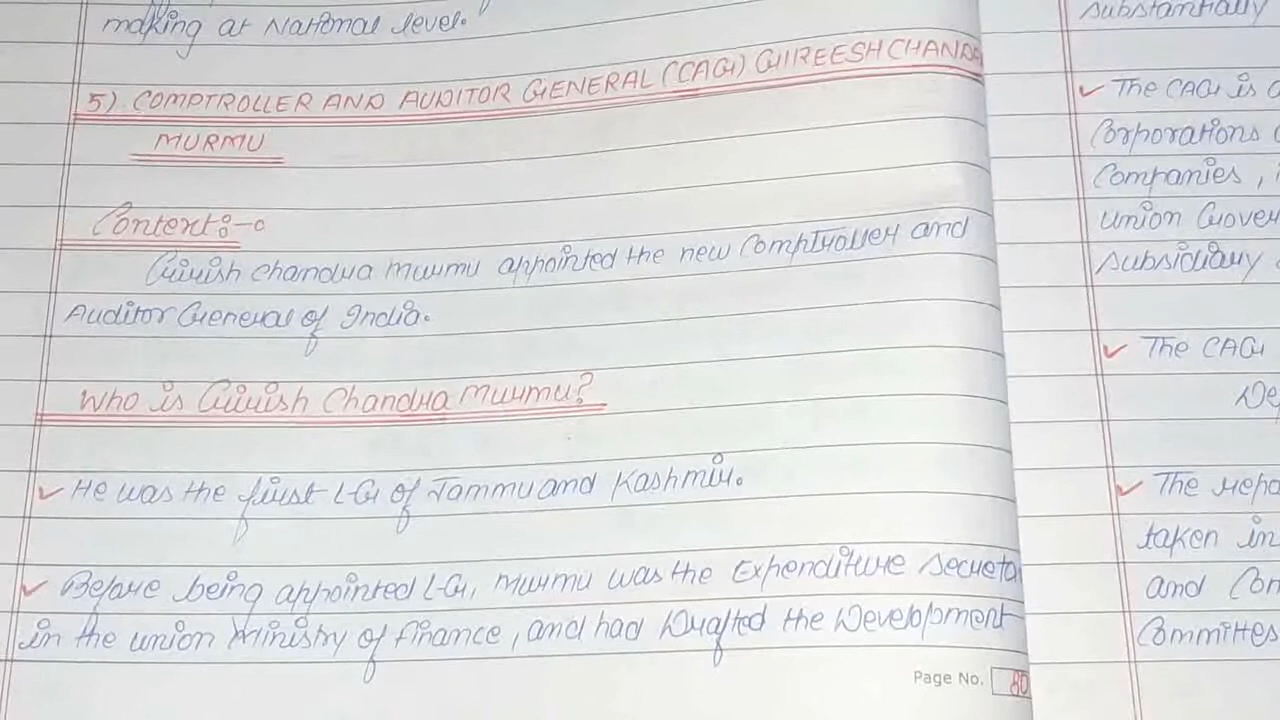 making at National level."
5) COMPTROLLER AND AUDITOR GENERAL (CAG) GIREESH CHANDRA
MURMU
Context:-
Girish Chandra Murmu appointed the new Comptroller and
Auditor General of India.
Who is Girish Chandra Murmu?
✓ He was the first L-G of Jammu and Kashmir.
✓ Before being appointed L-G, Murmu was the Expenditure Secreta
in the union Ministry of finance, and had Drafted the Development
Page No. 80
substantially
✓ The CAG is
Corporations
Companies,
union Gover
subsidiary
✓ The CAG
De
✓ The repo
taken in
and Com
Committes